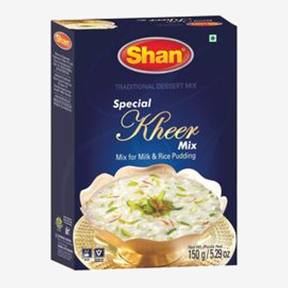 Shan
TRADITIONAL DESSERT MIX
Special
Kheer
Mix
Mix for Milk & Rice Pudding
150 g / 5.29 oz